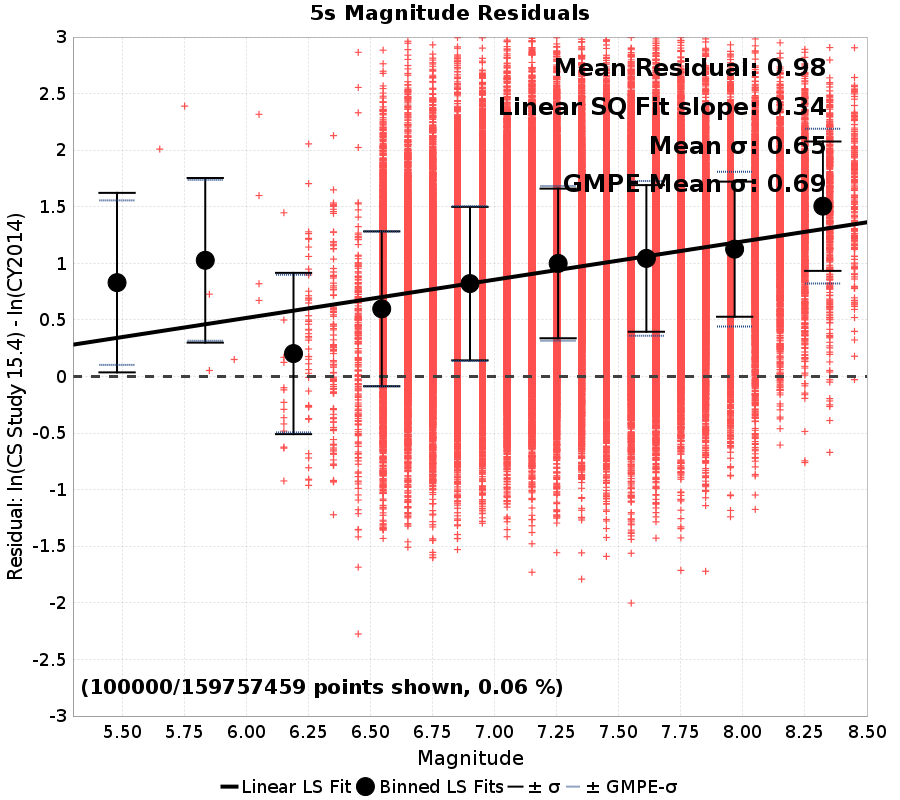 5s Magnitude Residuals
Mean Residual: 0.98
Linear SQ Fit slope: 0.34
Mean σ: 0.65
GMPE Mean σ: 0.69
3
2.5
2
1.5
1
0.5
0
-0.5
-1
-1.5
-2
-2.5
-3
Residual: ln(CS Study 15.4) - ln(CY2014)
(100000/159757459 points shown, 0.06 %)
5.50 5.75 6.00 6.25 6.50 6.75 7.00 7.25 7.50 7.75 8.00 8.25 8.50
Magnitude
Linear LS Fit Binned LS Fits ± σ ± GMPE-σ